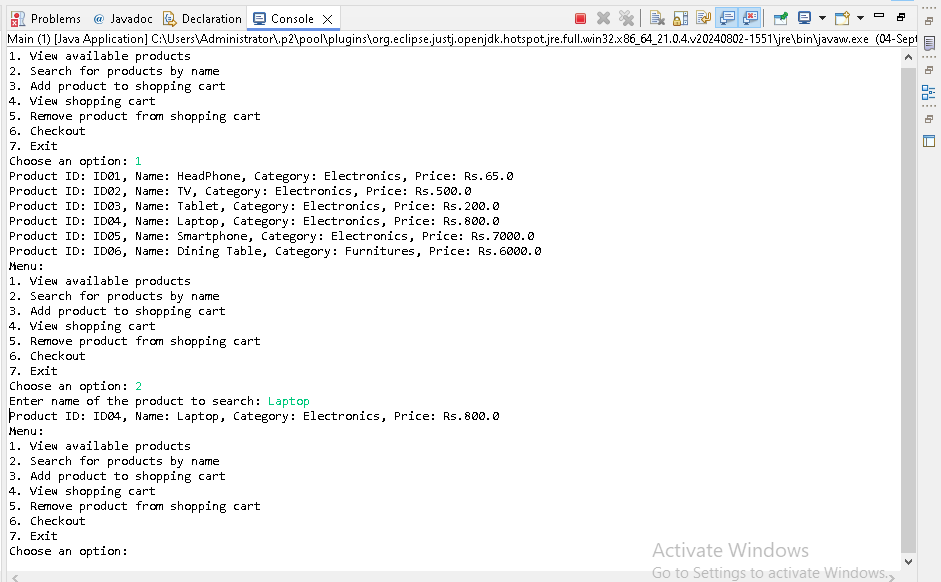 Problems @ Javadoc Declaration Console
Main (1) [Java Application] C:\Users\Administrator\.p2\pool\plugins\org.eclipse.justj.openjdk.hotspot.jre.full.win32.x86_64_21.0.4.v20240802-1551\jre\bin\javaw.exe (04-Sept
1. View available products
2. Search for products by name
3. Add product to shopping cart
4. View shopping cart
5. Remove product from shopping cart
6. Checkout
7. Exit
Choose an option: 1
Product ID: ID01, Name: HeadPhone, Category: Electronics, Price: Rs.65.0
Product ID: ID02, Name: TV, Category: Electronics, Price: Rs.500.0
Product ID: ID03, Name: Tablet, Category: Electronics, Price: Rs.200.0
Product ID: ID04, Name: Laptop, Category: Electronics, Price: Rs.800.0
Product ID: ID05, Name: Smartphone, Category: Electronics, Price: Rs.7000.0
Product ID: ID06, Name: Dining Table, Category: Furnitures, Price: Rs.6000.0
Menu:
1. View available products
2. Search for products by name
3. Add product to shopping cart
4. View shopping cart
5. Remove product from shopping cart
6. Checkout
7. Exit
Choose an option: 2
Enter name of the product to search: Laptop
Product ID: ID04, Name: Laptop, Category: Electronics, Price: Rs.800.0
Menu:
1. View available products
2. Search for products by name
3. Add product to shopping cart
4. View shopping cart
5. Remove product from shopping cart
6. Checkout
7. Exit
Choose an option:
Activate Windows
Go to Settings to activate Windows.